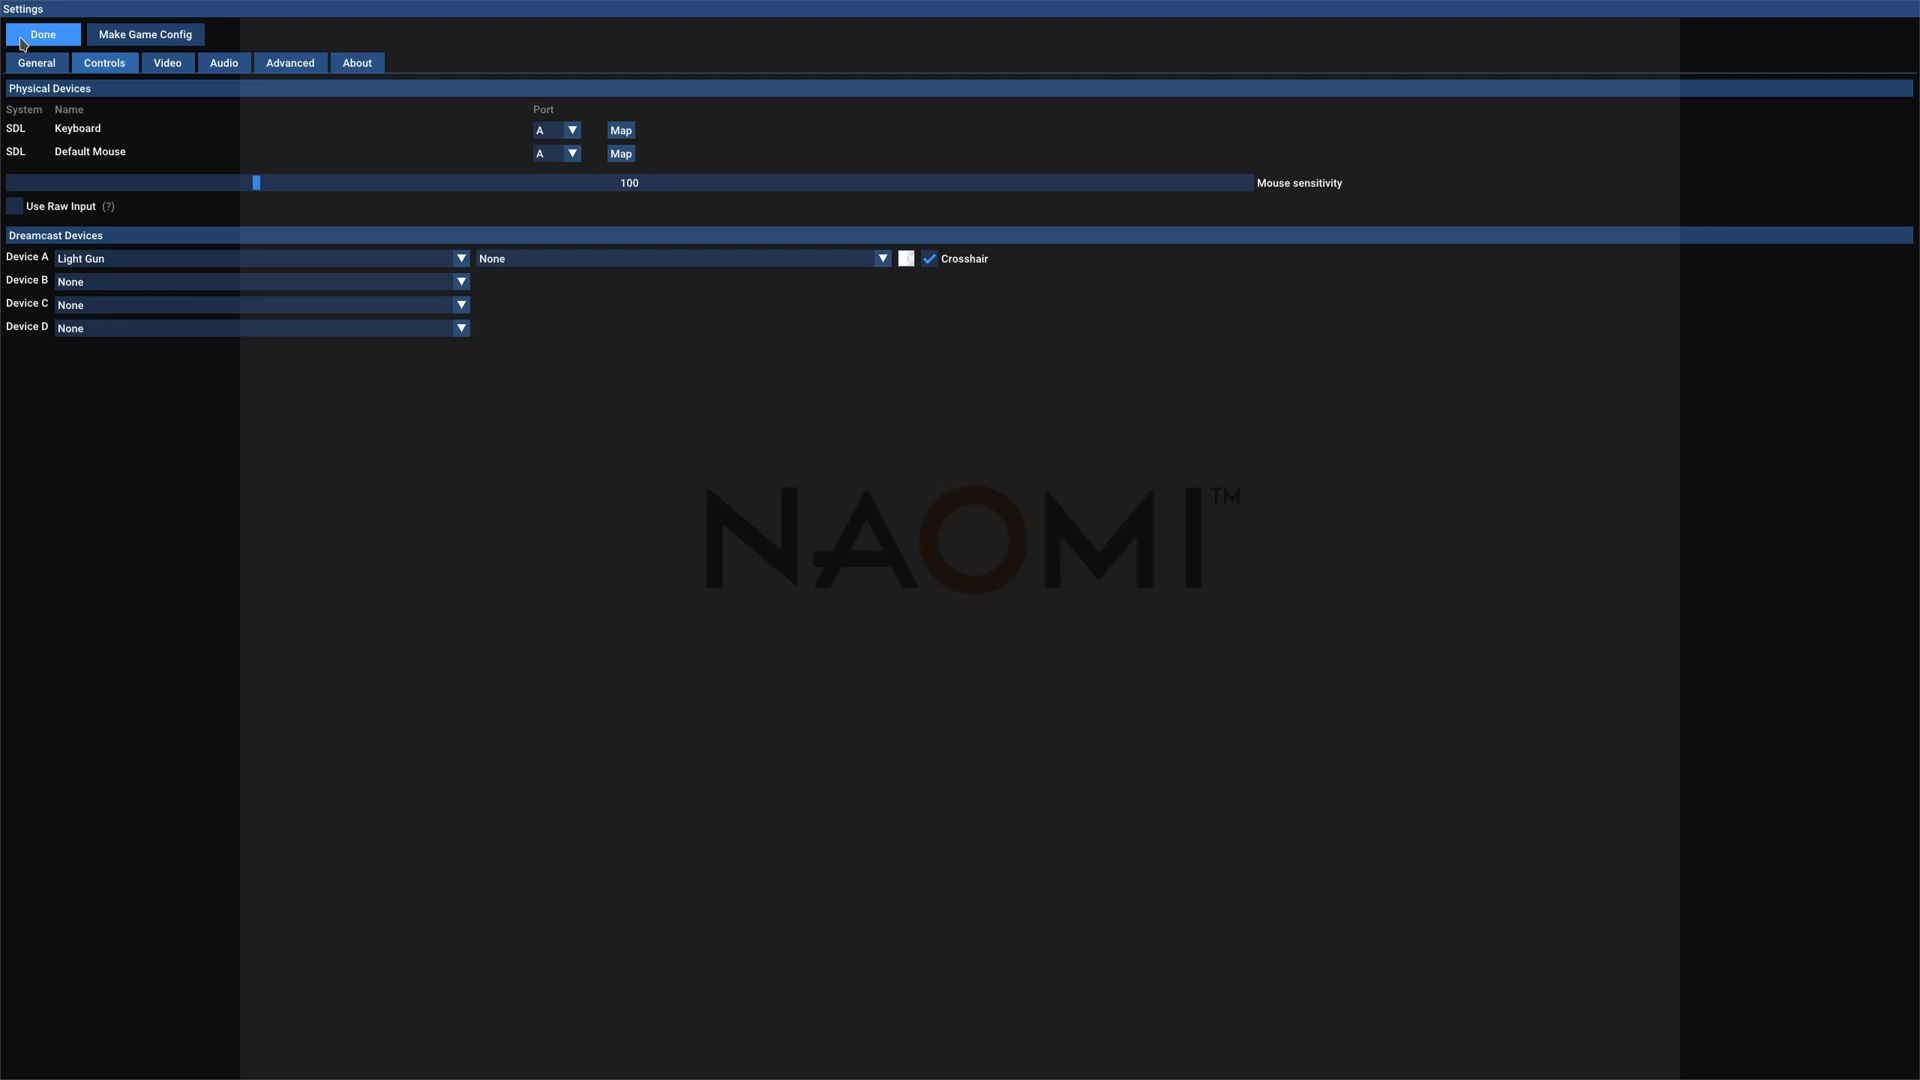 Settings
Done Make Game Config
General Controls Video Audio Advanced About
Physical Devices
System Name Port
SDL Keyboard A Map
SDL Default Mouse A Map
100 Mouse sensitivity
Use Raw Input (?)
Dreamcast Devices
Device A Light Gun None Crosshair
Device B None
Device C None
Device D None
NAOMI™